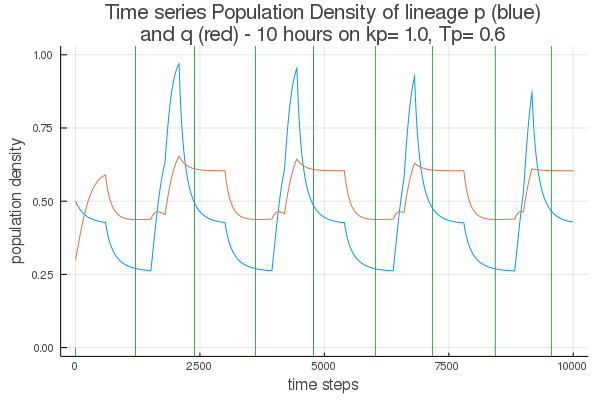 Time series Population Density of lineage p (blue)
and q (red) - 10 hours on kp= 1.0, Tp= 0.6
population density
1.00
0.75
0.50
0.25
0.00
0
2500
5000
7500
10000
time steps